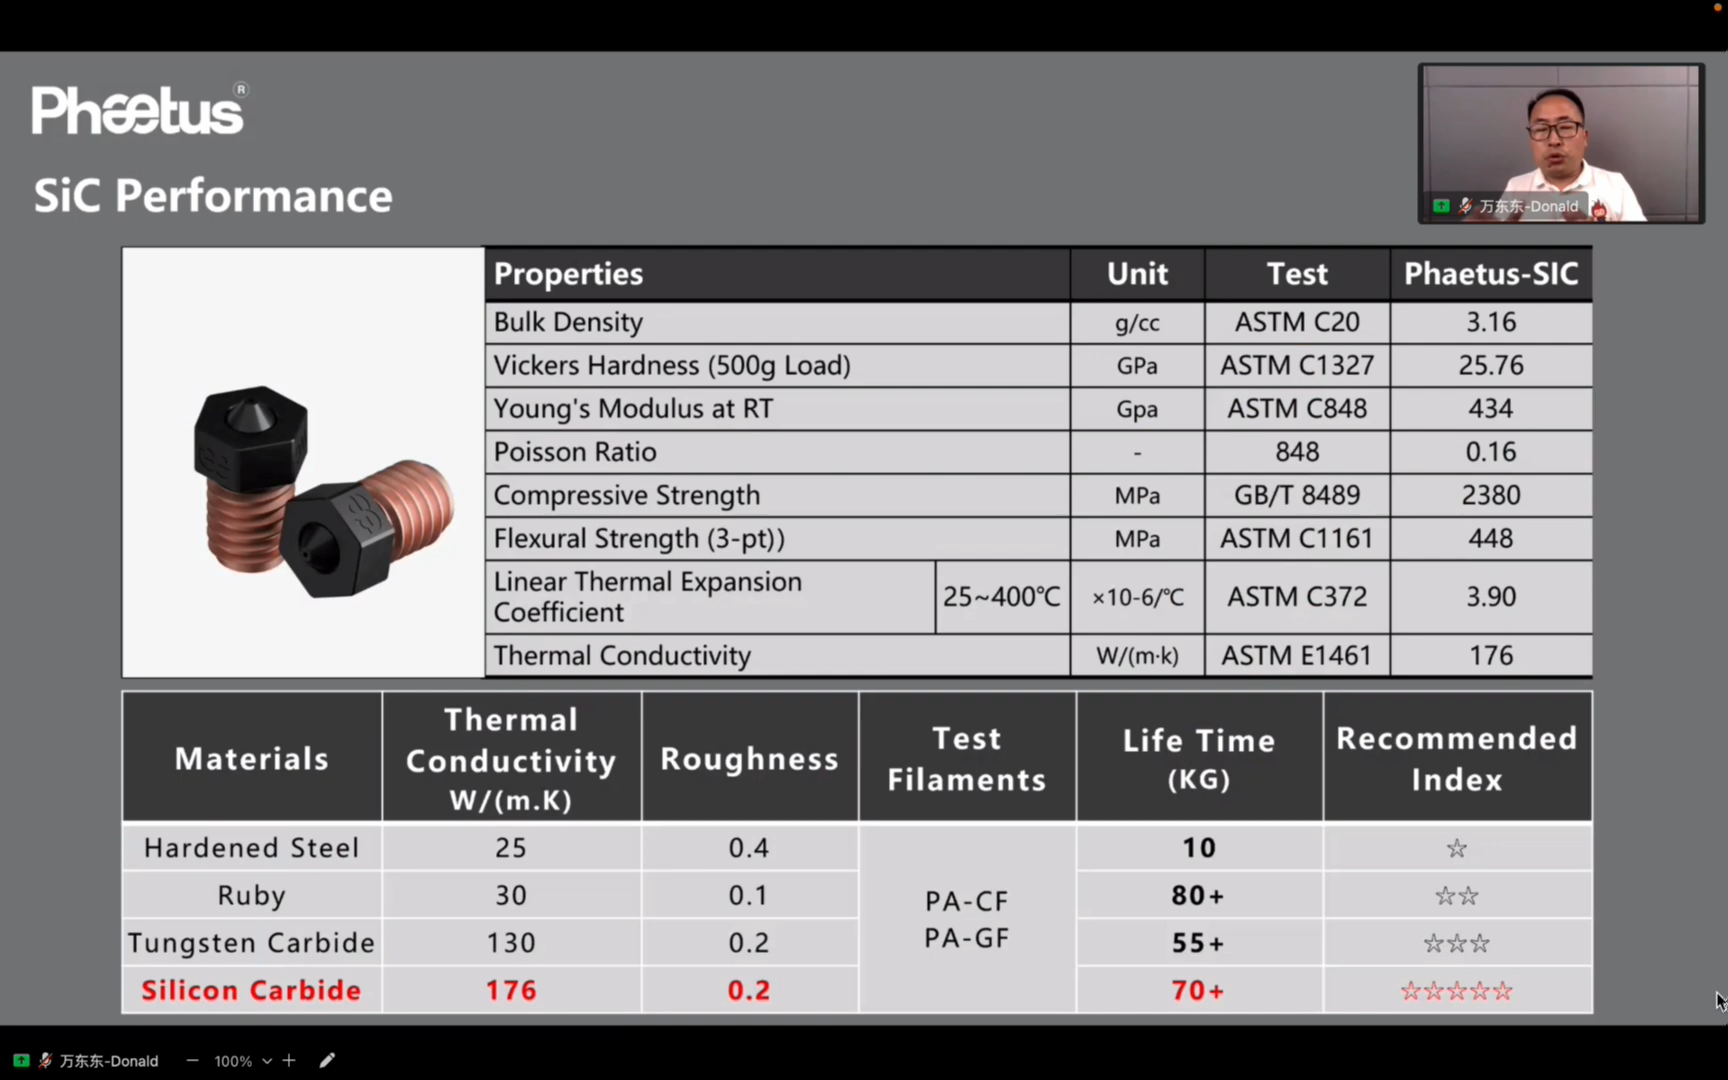 Phaetus®
SiC Performance
万东东-Donald
Properties Unit Test Phaetus-SIC
Bulk Density g/cc ASTM C20 3.16
Vickers Hardness (500g Load) GPa ASTM C1327 25.76
Young's Modulus at RT Gpa ASTM C848 434
Poisson Ratio - 848 0.16
Compressive Strength MPa GB/T 8489 2380
Flexural Strength (3-pt)) MPa ASTM C1161 448
Linear Thermal Expansion
Coefficient 25~400℃ ×10-6/℃ ASTM C372 3.90
Thermal Conductivity W/(m·k) ASTM E1461 176
Materials
Thermal
Conductivity
W/(m.K)
Roughness
Test
Filaments
Life Time
(KG)
Recommended
Index
Hardened Steel 25 0.4 10 ☆
Ruby 30 0.1 80+ ☆☆
Tungsten Carbide 130 0.2 55+ ☆☆☆
Silicon Carbide 176 0.2 70+ ☆☆☆☆☆
PA-CF
PA-GF
万东东-Donald − 100% +